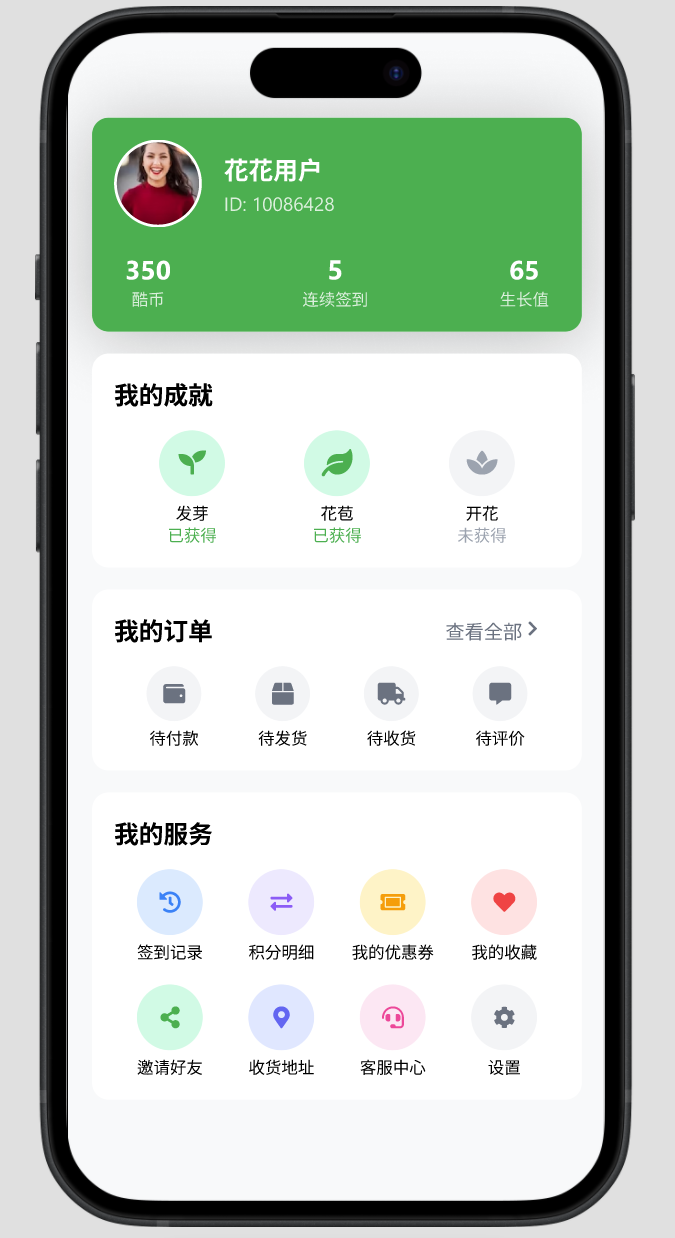 花花用户
ID: 10086428
350 5 65
酷币 连续签到 生长值
我的成就
发芽 花苞 开花
已获得 已获得 未获得
我的订单 查看全部
待付款 待发货 待收货 待评价
我的服务
签到记录 积分明细 我的优惠券 我的收藏
邀请好友 收货地址 客服中心 设置